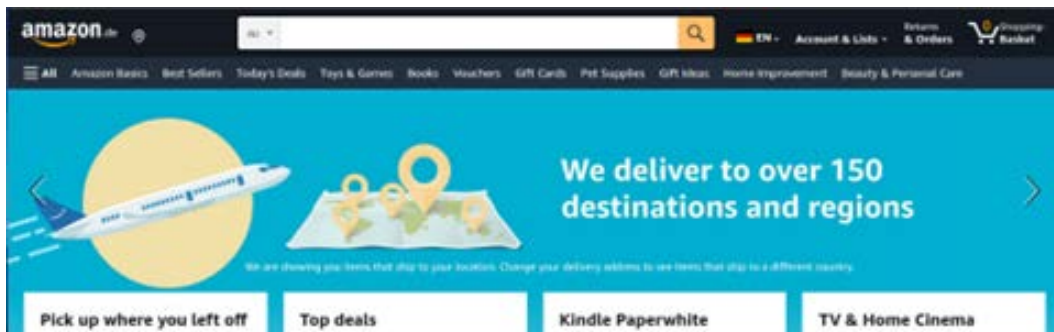 amazon.de
All
EN
Account & Lists
Returns
& Orders
0
Shopping
Basket
All Amazon Basics Best Sellers Today's Deals Toys & Games Books Vouchers Gift Cards Pet Supplies Gift Ideas Home Improvement Beauty & Personal Care
We deliver to over 150
destinations and regions
We are showing you items that ship to your location. Change your delivery address to see items that ship to a different country.
Pick up where you left off Top deals Kindle Paperwhite TV & Home Cinema